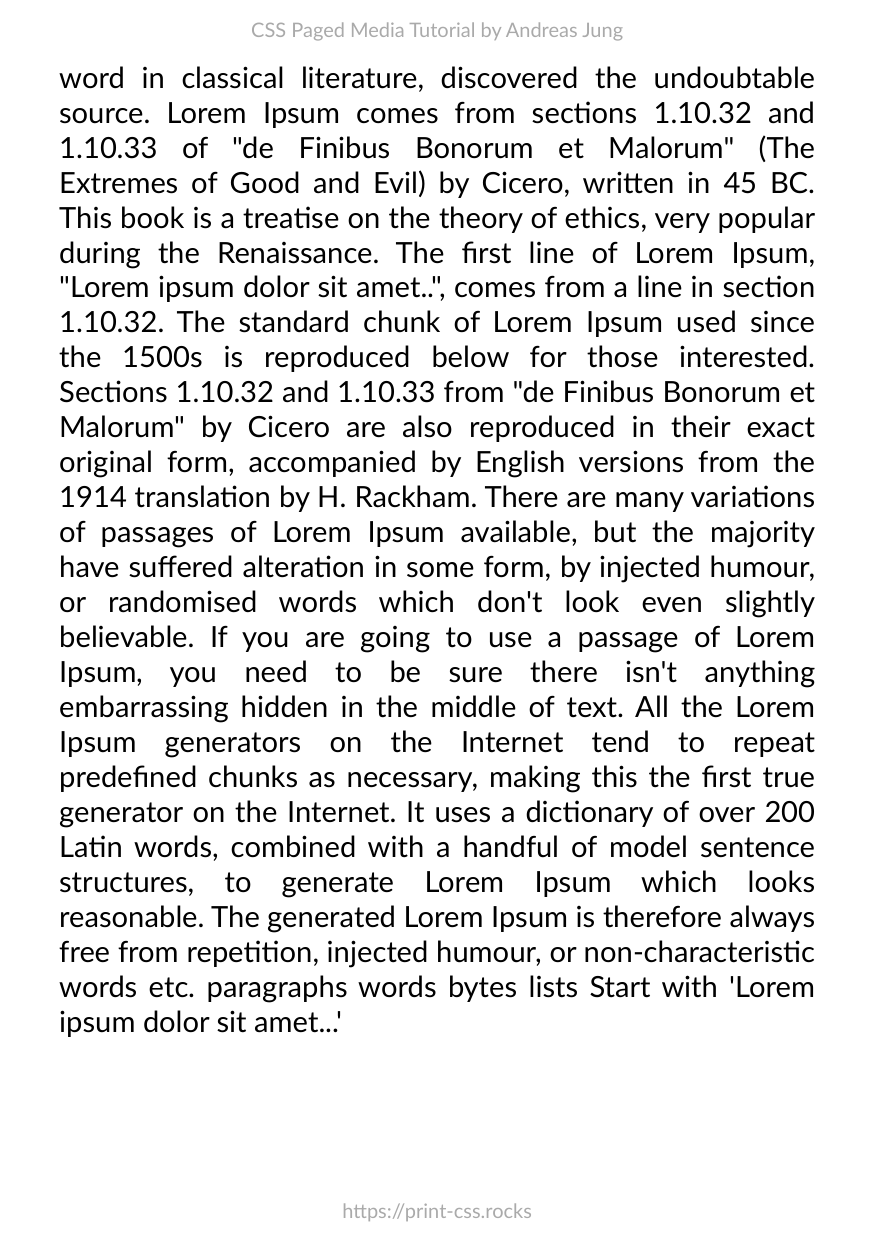 CSS Paged Media Tutorial by Andreas Jung
word in classical literature, discovered the undoubtable
source. Lorem Ipsum comes from sections 1.10.32 and
1.10.33 of "de Finibus Bonorum et Malorum" (The
Extremes of Good and Evil) by Cicero, written in 45 BC.
This book is a treatise on the theory of ethics, very popular
during the Renaissance. The first line of Lorem Ipsum,
"Lorem ipsum dolor sit amet..", comes from a line in section
1.10.32. The standard chunk of Lorem Ipsum used since
the 1500s is reproduced below for those interested.
Sections 1.10.32 and 1.10.33 from "de Finibus Bonorum et
Malorum" by Cicero are also reproduced in their exact
original form, accompanied by English versions from the
1914 translation by H. Rackham. There are many variations
of passages of Lorem Ipsum available, but the majority
have suffered alteration in some form, by injected humour,
or randomised words which don't look even slightly
believable. If you are going to use a passage of Lorem
Ipsum, you need to be sure there isn't anything
embarrassing hidden in the middle of text. All the Lorem
Ipsum generators on the Internet tend to repeat
predefined chunks as necessary, making this the first true
generator on the Internet. It uses a dictionary of over 200
Latin words, combined with a handful of model sentence
structures, to generate Lorem Ipsum which looks
reasonable. The generated Lorem Ipsum is therefore always
free from repetition, injected humour, or non-characteristic
words etc. paragraphs words bytes lists Start with 'Lorem
ipsum dolor sit amet...'
https://print-css.rocks